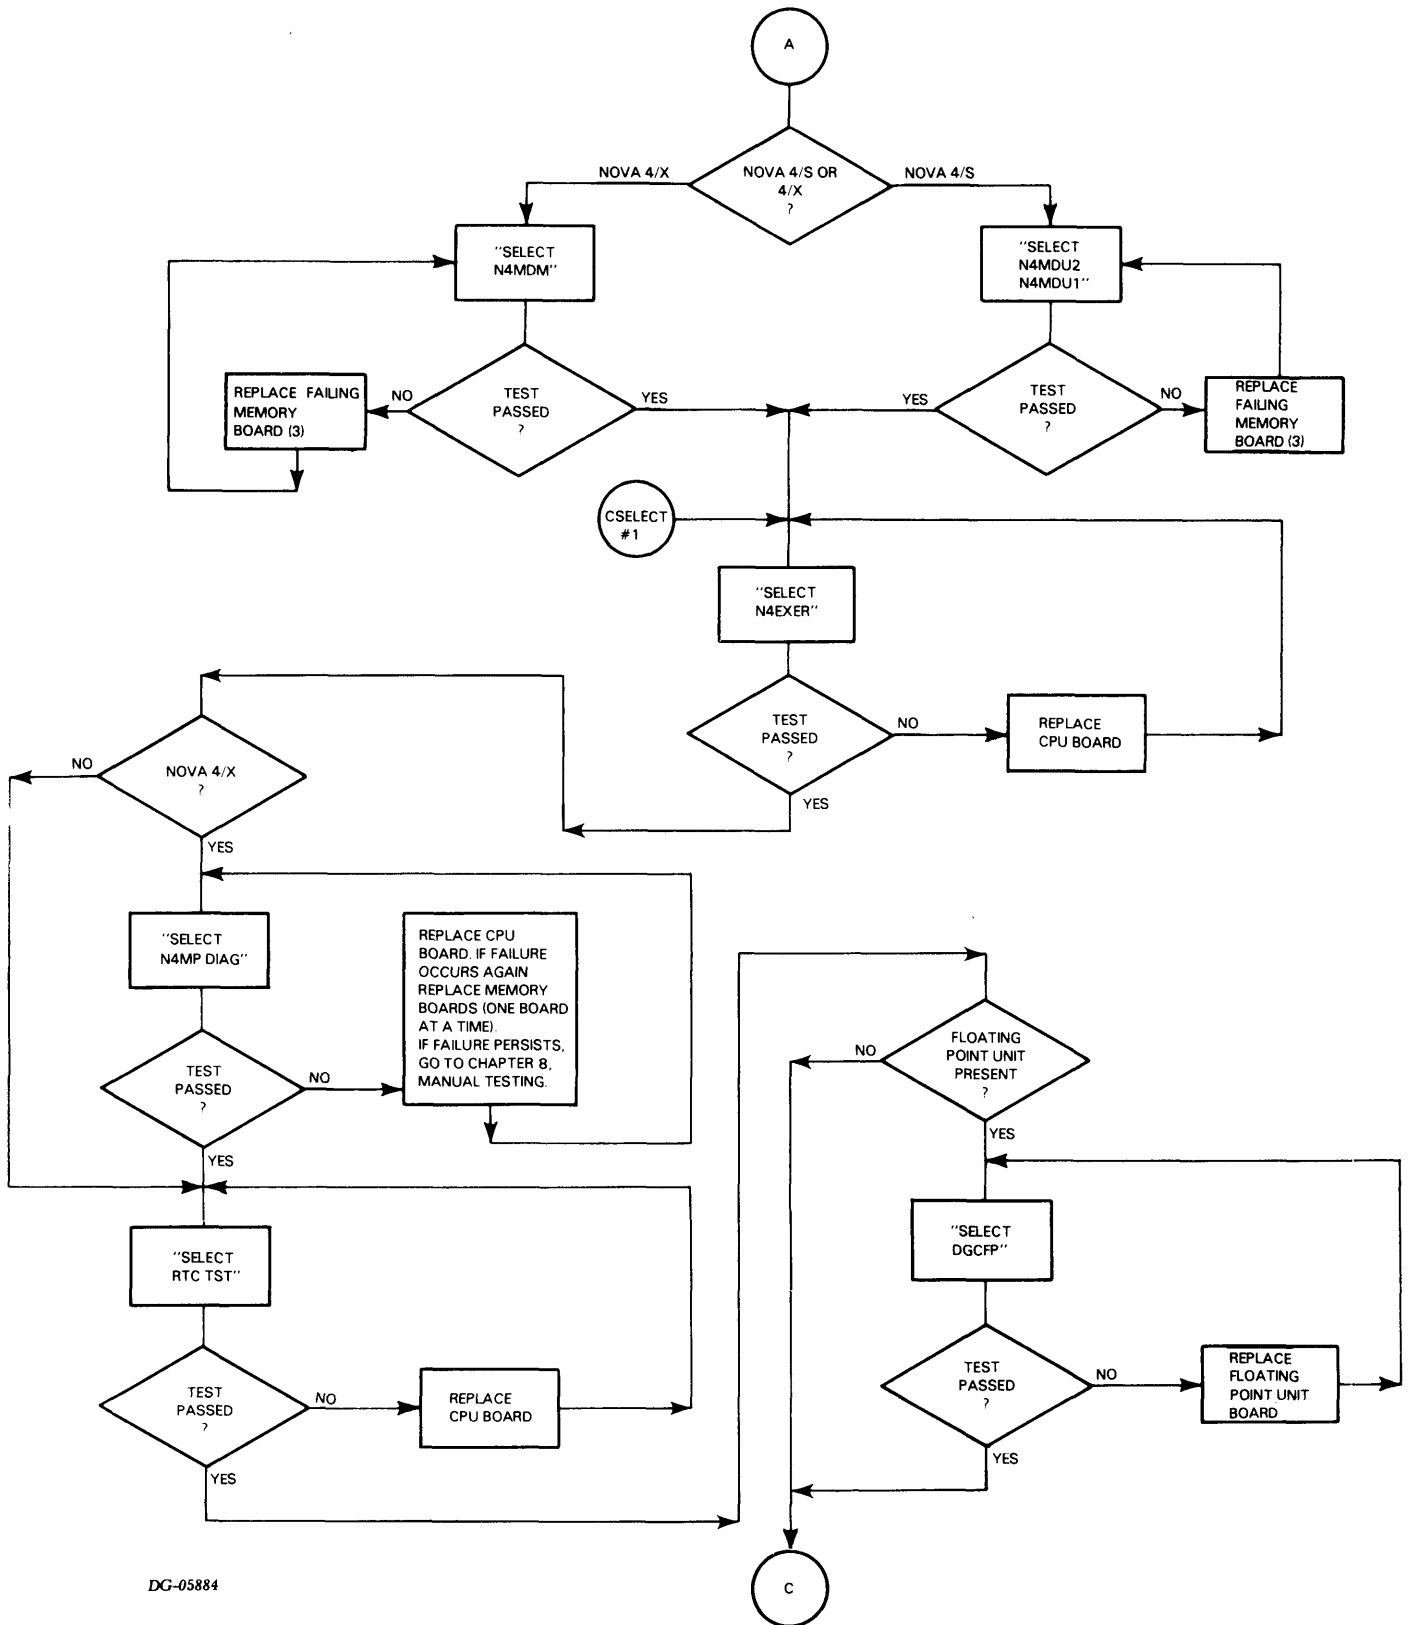 A
NOVA 4/S OR
4/X
?
NOVA 4/X
NOVA 4/S
"SELECT
N4MDM"
"SELECT
N4MDU2
N4MDU1"
TEST
PASSED
?
NO
YES
REPLACE FAILING
MEMORY
BOARD (3)
TEST
PASSED
?
YES
NO
REPLACE
FAILING
MEMORY
BOARD (3)
CSELECT
#1
"SELECT
N4EXER"
TEST
PASSED
?
NO
YES
REPLACE
CPU BOARD
NOVA 4/X
?
NO
YES
"SELECT
N4MP DIAG"
TEST
PASSED
?
NO
YES
REPLACE CPU
BOARD. IF FAILURE
OCCURS AGAIN
REPLACE MEMORY
BOARDS (ONE BOARD
AT A TIME).
IF FAILURE PERSISTS,
GO TO CHAPTER 8,
MANUAL TESTING.
"SELECT
RTC TST"
TEST
PASSED
?
NO
YES
REPLACE
CPU BOARD
FLOATING
POINT UNIT
PRESENT
?
NO
YES
"SELECT
DGCFP"
TEST
PASSED
?
NO
YES
REPLACE
FLOATING
POINT UNIT
BOARD
C
DG-05884